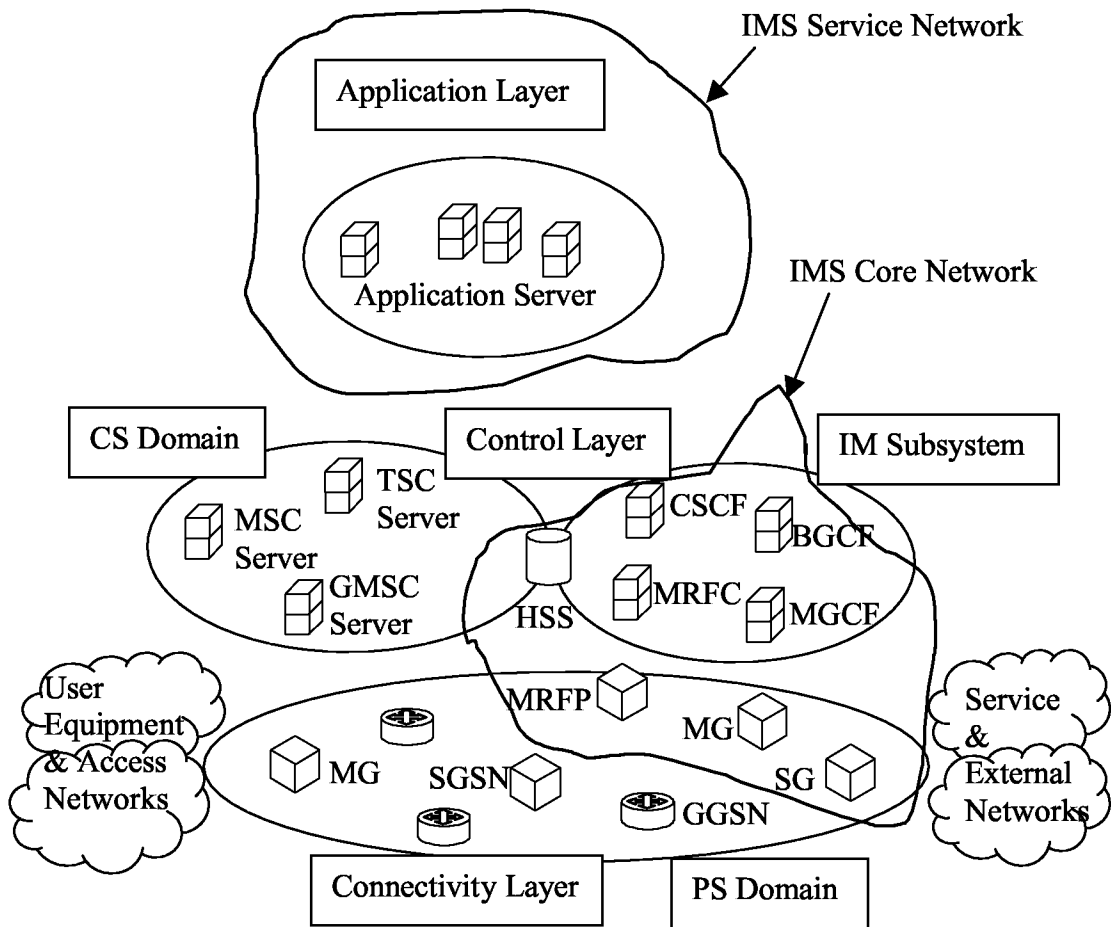 IMS Service Network
Application Layer
Application Server
IMS Core Network
CS Domain
Control Layer
IM Subsystem
TSC
Server
MSC
Server
GMSC
Server
HSS
CSCF
BGCF
MRFC
MGCF
User
Equipment
& Access
Networks
MRFP
MG
MG
SGSN
SG
GGSN
Service
&
External
Networks
Connectivity Layer
PS Domain